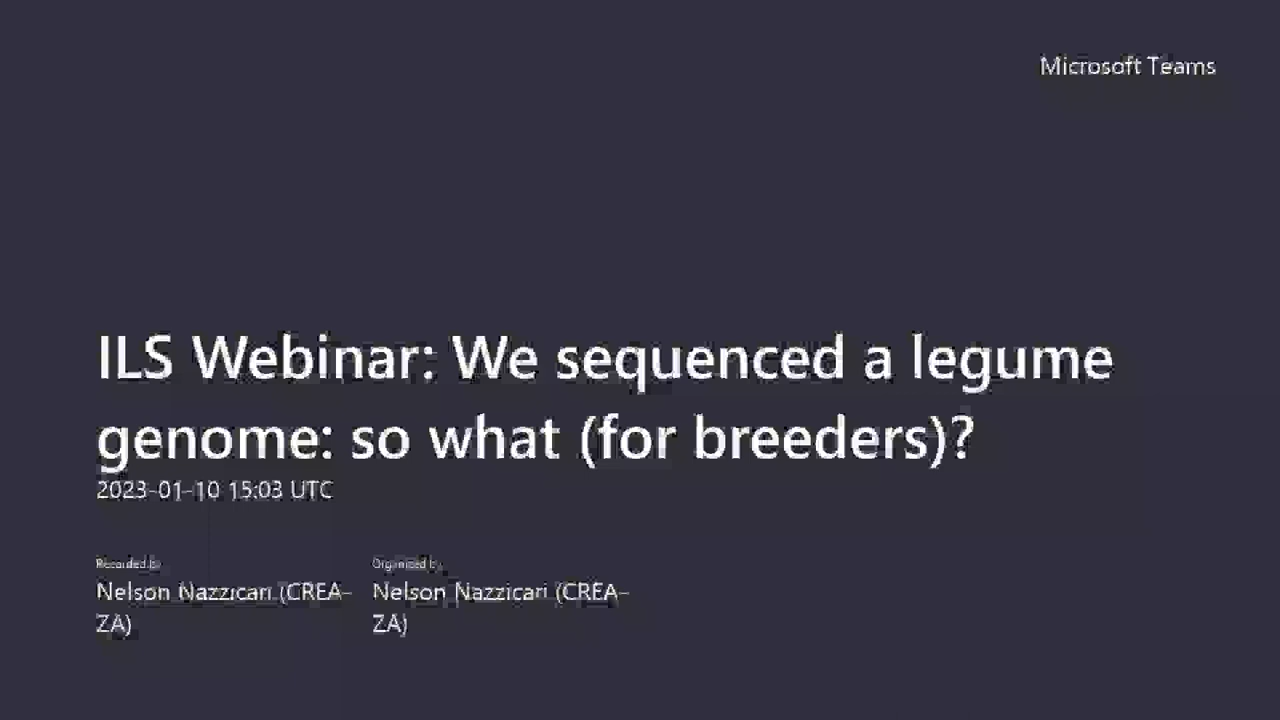 Microsoft Teams
ILS Webinar: We sequenced a legume
genome: so what (for breeders)?
2023-01-10 15:03 UTC
Recorded by
Organized by
Nelson Nazzicari (CREA-
ZA)
Nelson Nazzicari (CREA-
ZA)